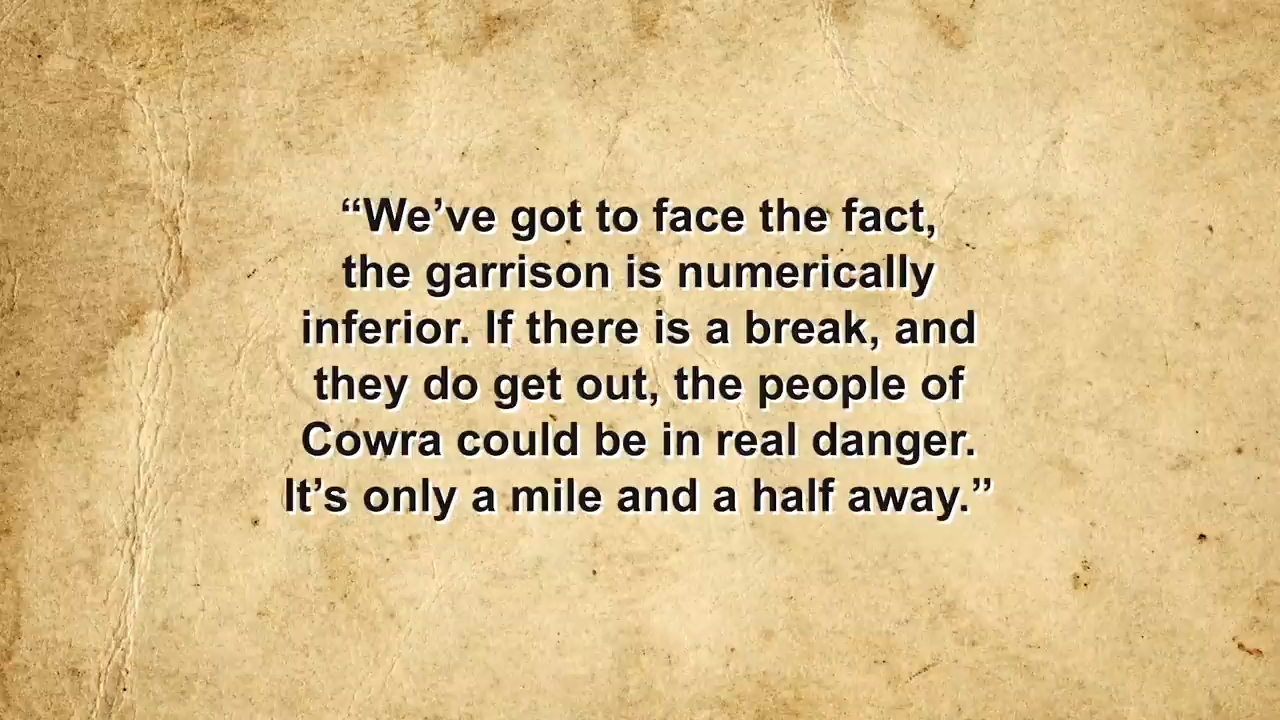 “We’ve got to face the fact,
the garrison is numerically
inferior. If there is a break, and
they do get out, the people of
Cowra could be in real danger.
It’s only a mile and a half away.”